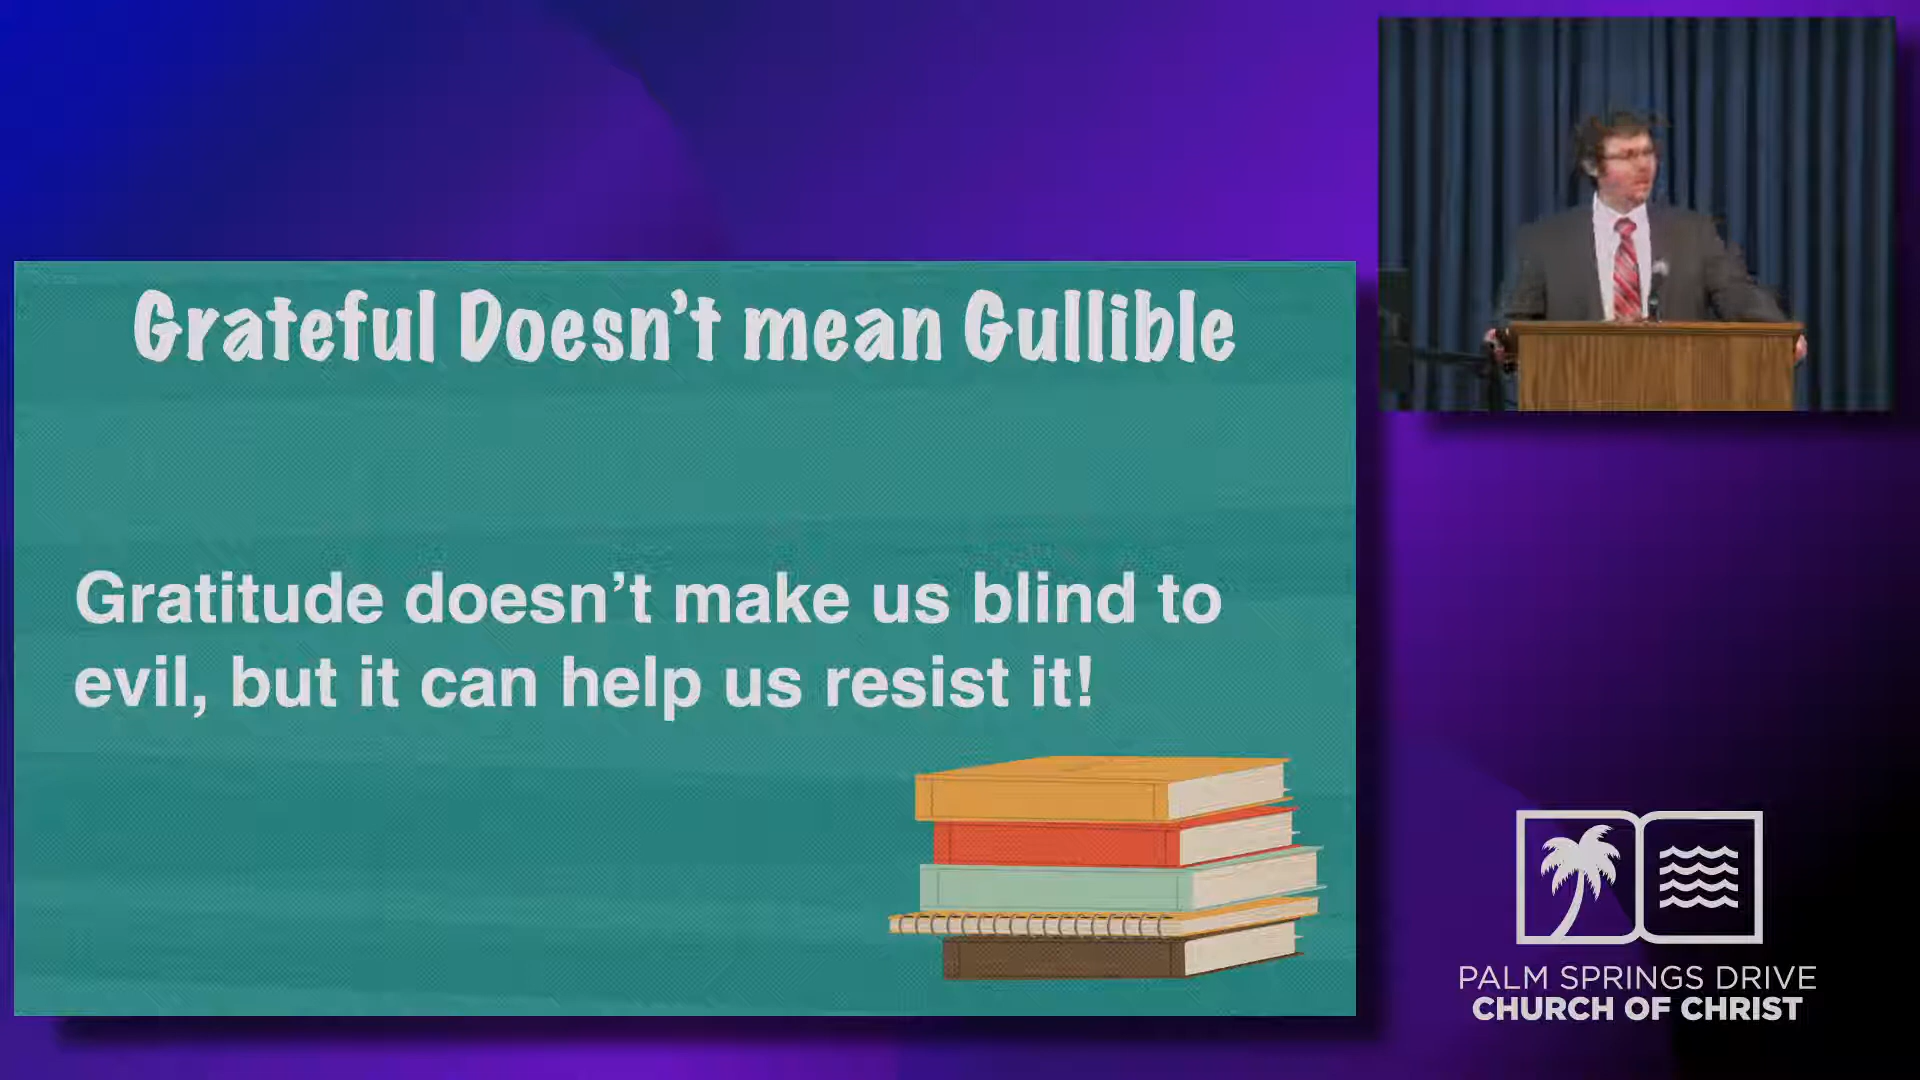 Grateful Doesn’t mean Gullible
Gratitude doesn’t make us blind to
evil, but it can help us resist it!
PALM SPRINGS DRIVE
CHURCH OF CHRIST